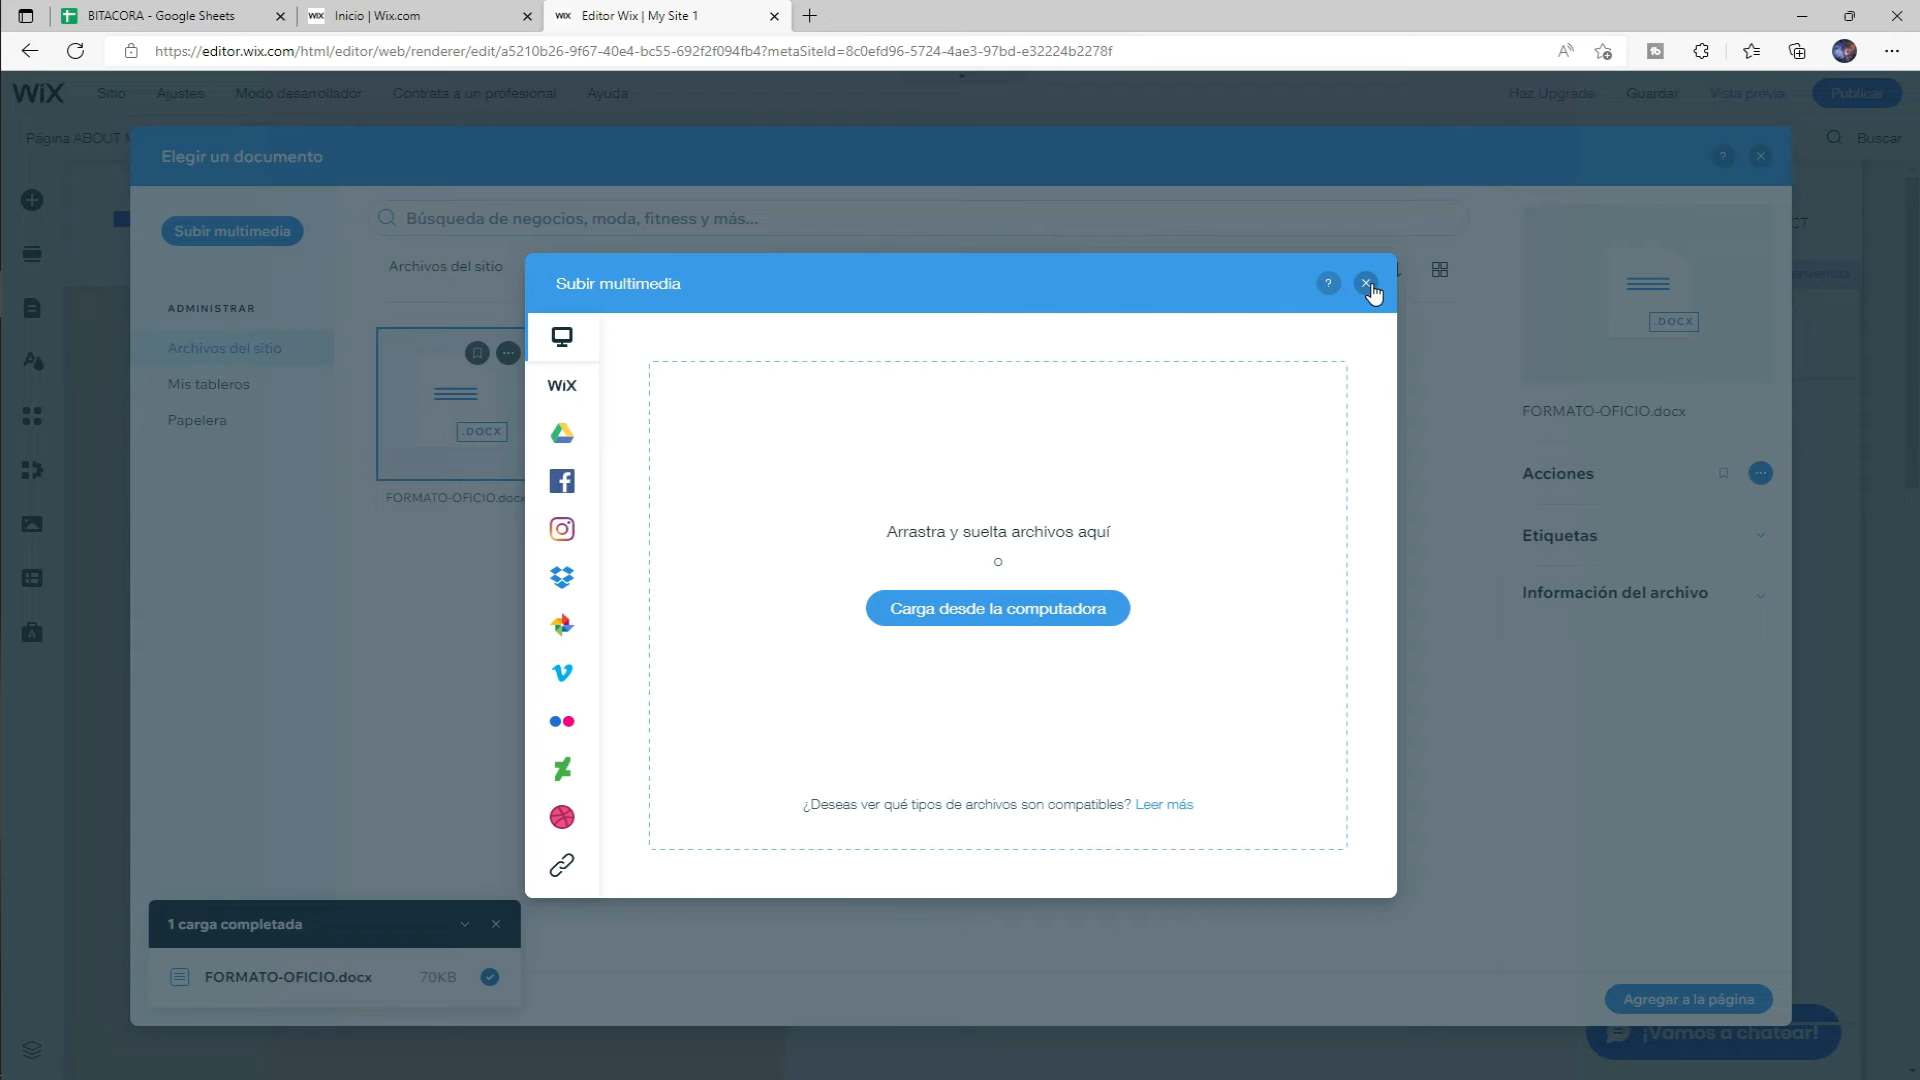 BITACORA - Google Sheets
WIX Inicio | Wix.com
WIX Editor Wix | My Site 1
https://editor.wix.com/html/editor/web/renderer/edit/a5210b26-9f67-40e4-bc55-692f2f094fb4?metaSiteId=8c0efd96-5724-4ae3-97bd-e32224b2278f
WiX Sitio Ajustes Modo desarrollador Contrata a un profesional Ayuda Haz Upgrade Guardar Vista previa Publicar
Página ABOUT Buscar
Elegir un documento ?
Subir multimedia
Búsqueda de negocios, moda, fitness y más...
Archivos del sitio
Subir multimedia ?
ADMINISTRAR
Archivos del sitio
Mis tableros
Papelera
.DOCX
FORMATO-OFICIO.docx
WiX
Arrastra y suelta archivos aquí
o
Carga desde la computadora
¿Deseas ver qué tipos de archivos son compatibles? Leer más
.DOCX
FORMATO-OFICIO.docx
Acciones
Etiquetas
Información del archivo
1 carga completada
FORMATO-OFICIO.docx 70KB
Agregar a la página
¡Vamos a chatear!